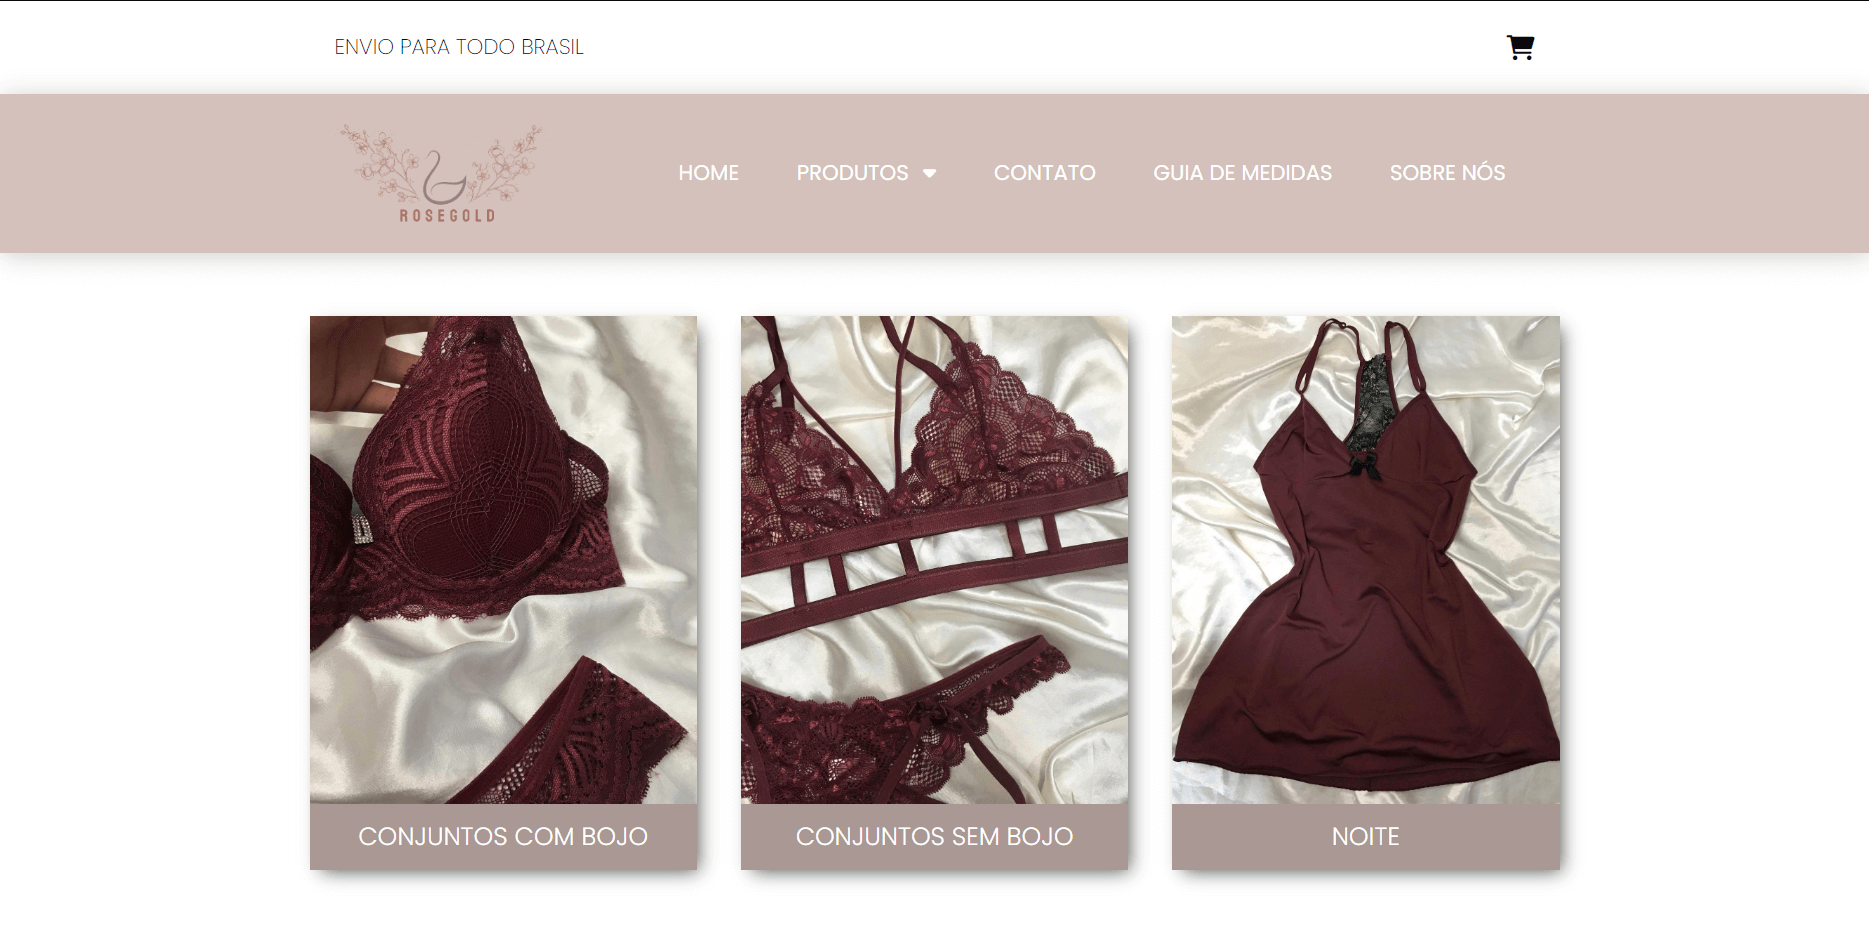 ENVIO PARA TODO BRASIL
ROSEGOLD
HOME
PRODUTOS
CONTATO
GUIA DE MEDIDAS
SOBRE NÓS
CONJUNTOS COM BOJO
CONJUNTOS SEM BOJO
NOITE